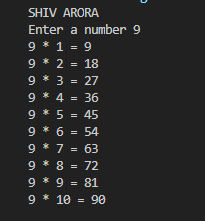 SHIV ARORA
Enter a number 9
9 * 1 = 9
9 * 2 = 18
9 * 3 = 27
9 * 4 = 36
9 * 5 = 45
9 * 6 = 54
9 * 7 = 63
9 * 8 = 72
9 * 9 = 81
9 * 10 = 90